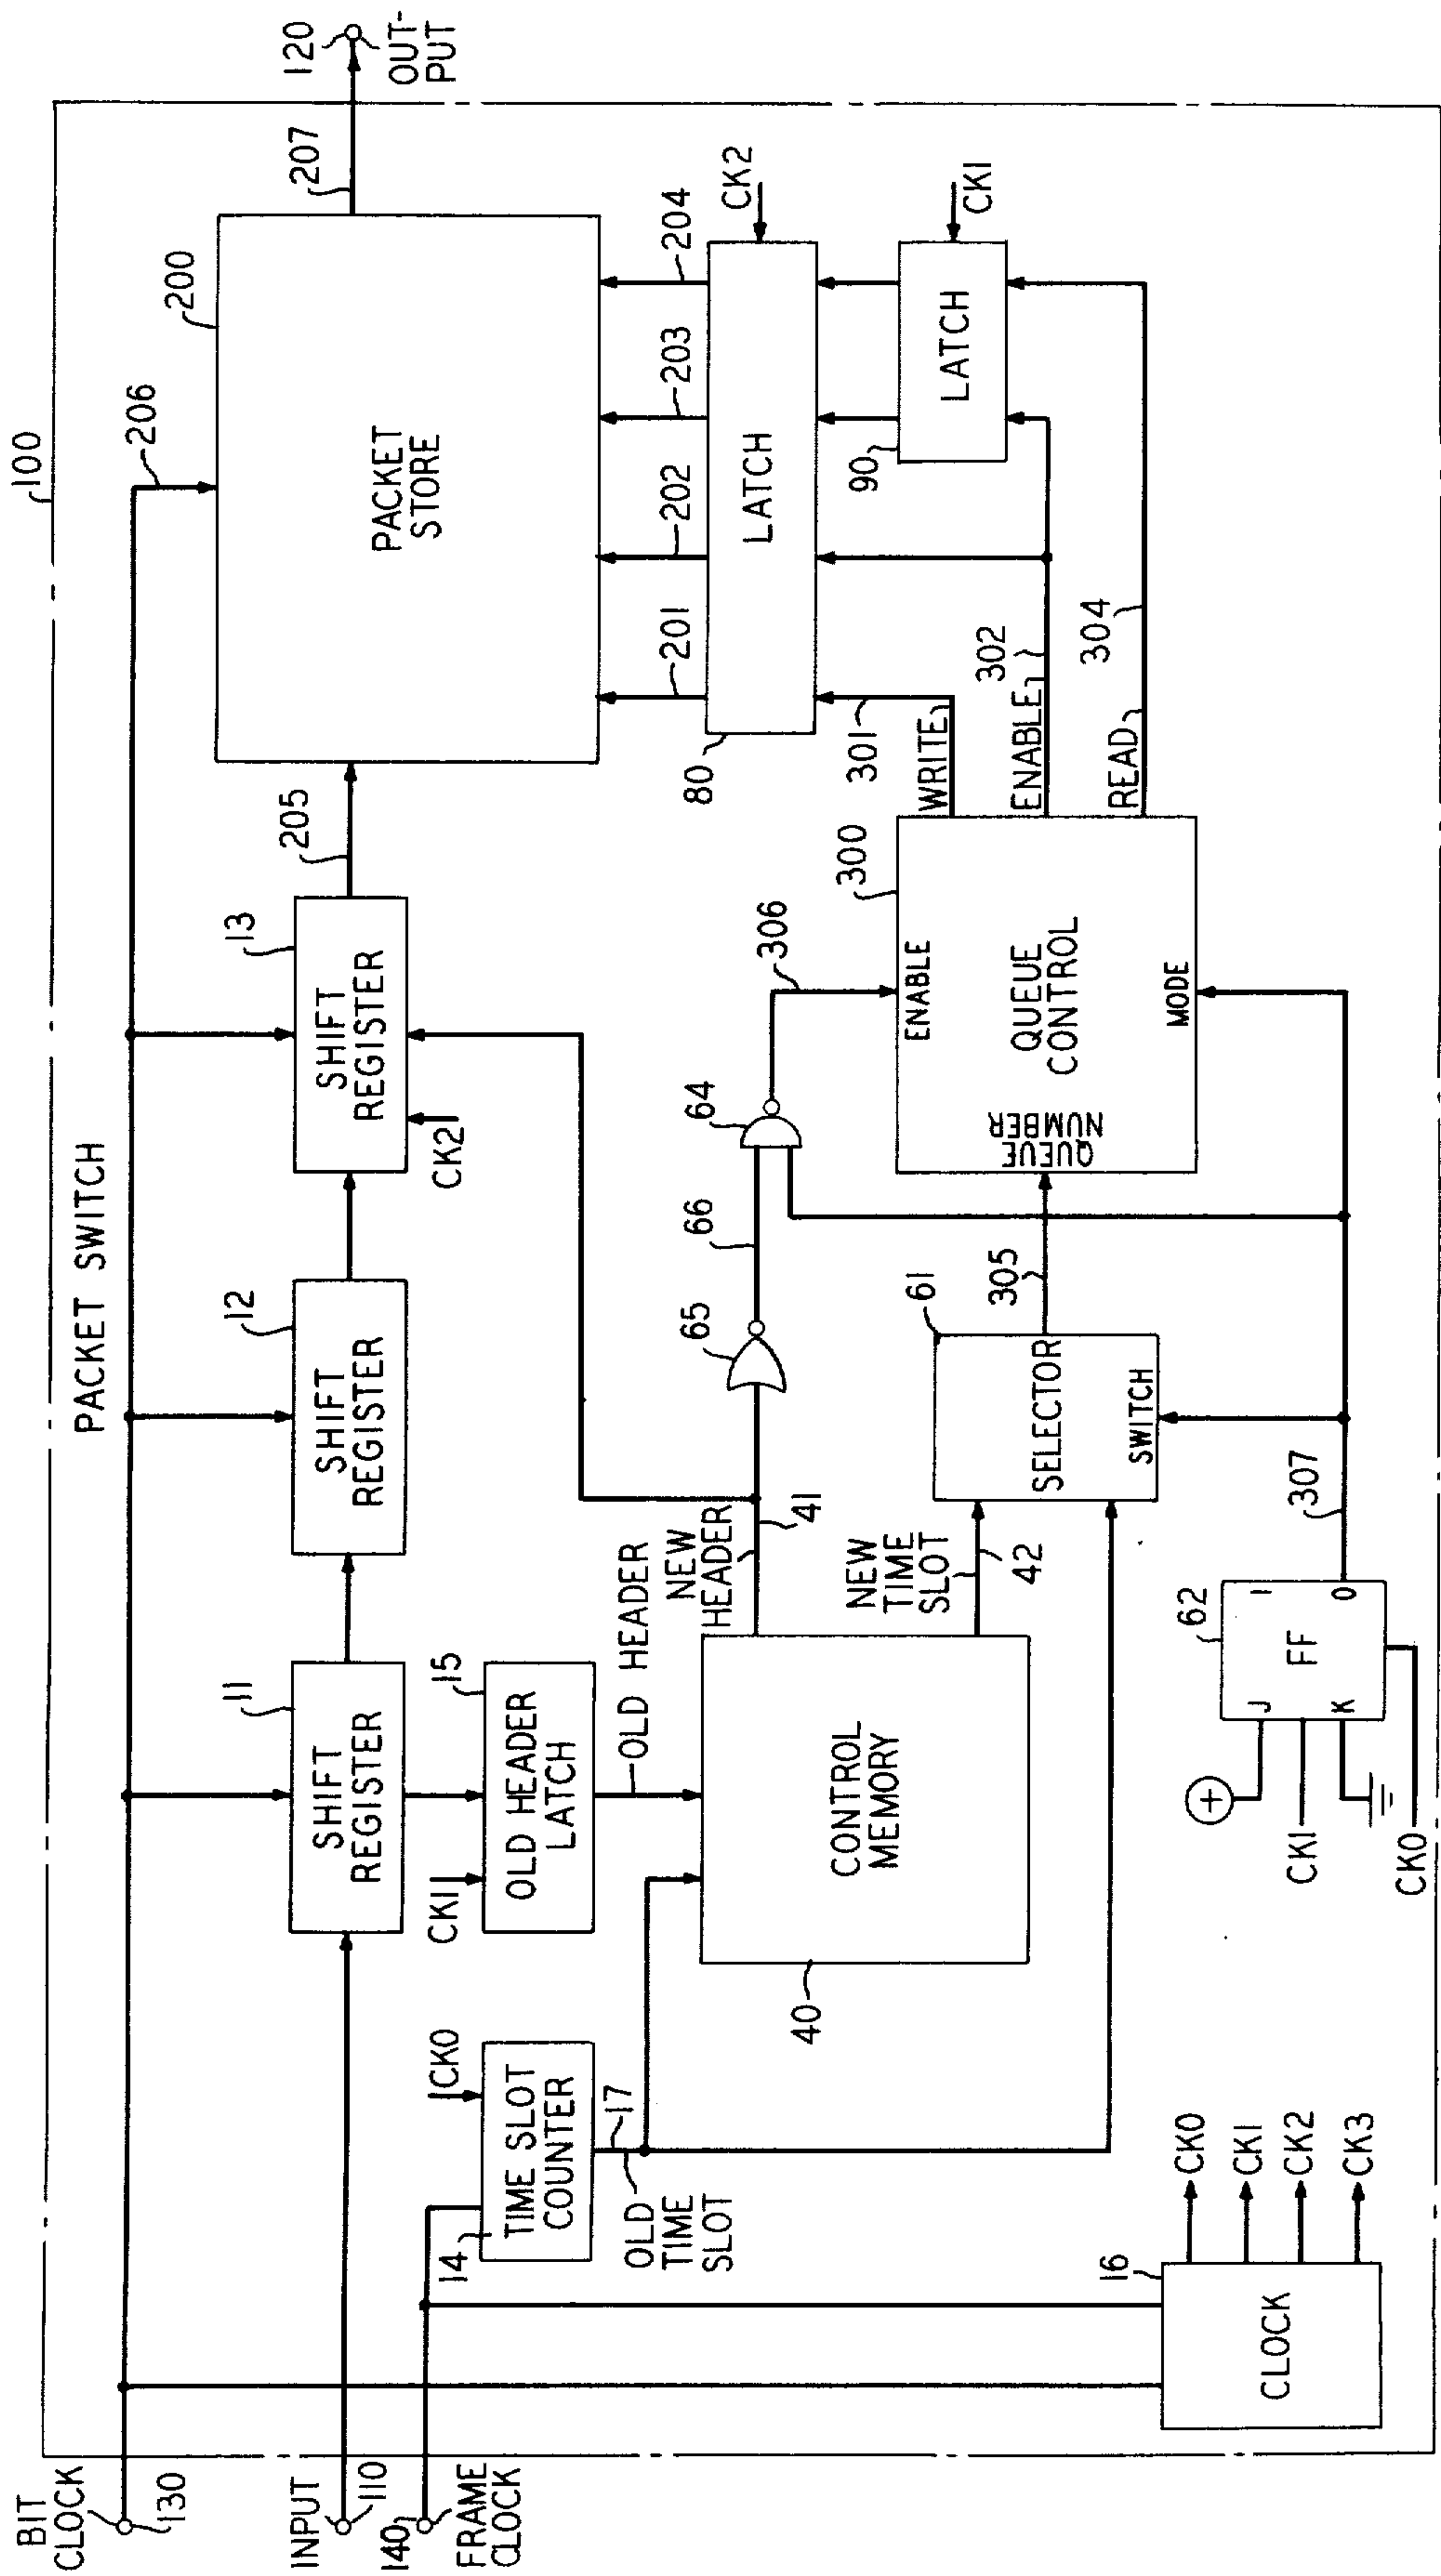 100
PACKET SWITCH
BIT
CLOCK
130
INPUT
110
140
FRAME
CLOCK
206
11
SHIFT
REGISTER
12
SHIFT
REGISTER
13
SHIFT
REGISTER
CK2
205
200
PACKET
STORE
207
120
OUT-
PUT
CK0
14
TIME SLOT
COUNTER
17
OLD
TIME
SLOT
CK1
15
OLD HEADER
LATCH
OLD HEADER
40
CONTROL
MEMORY
NEW
HEADER
41
NEW
TIME
SLOT
42
65
66
64
306
61
SELECTOR
SWITCH
305
300
ENABLE
QUEUE
NUMBER
QUEUE
CONTROL
MODE
WRITE
301
ENABLE
302
READ
304
201
202
203
204
80
LATCH
CK2
90
LATCH
CK1
16
CLOCK
CK0
CK1
CK2
CK3
62
J
K
FF
1
0
CK1
CK0
307
+